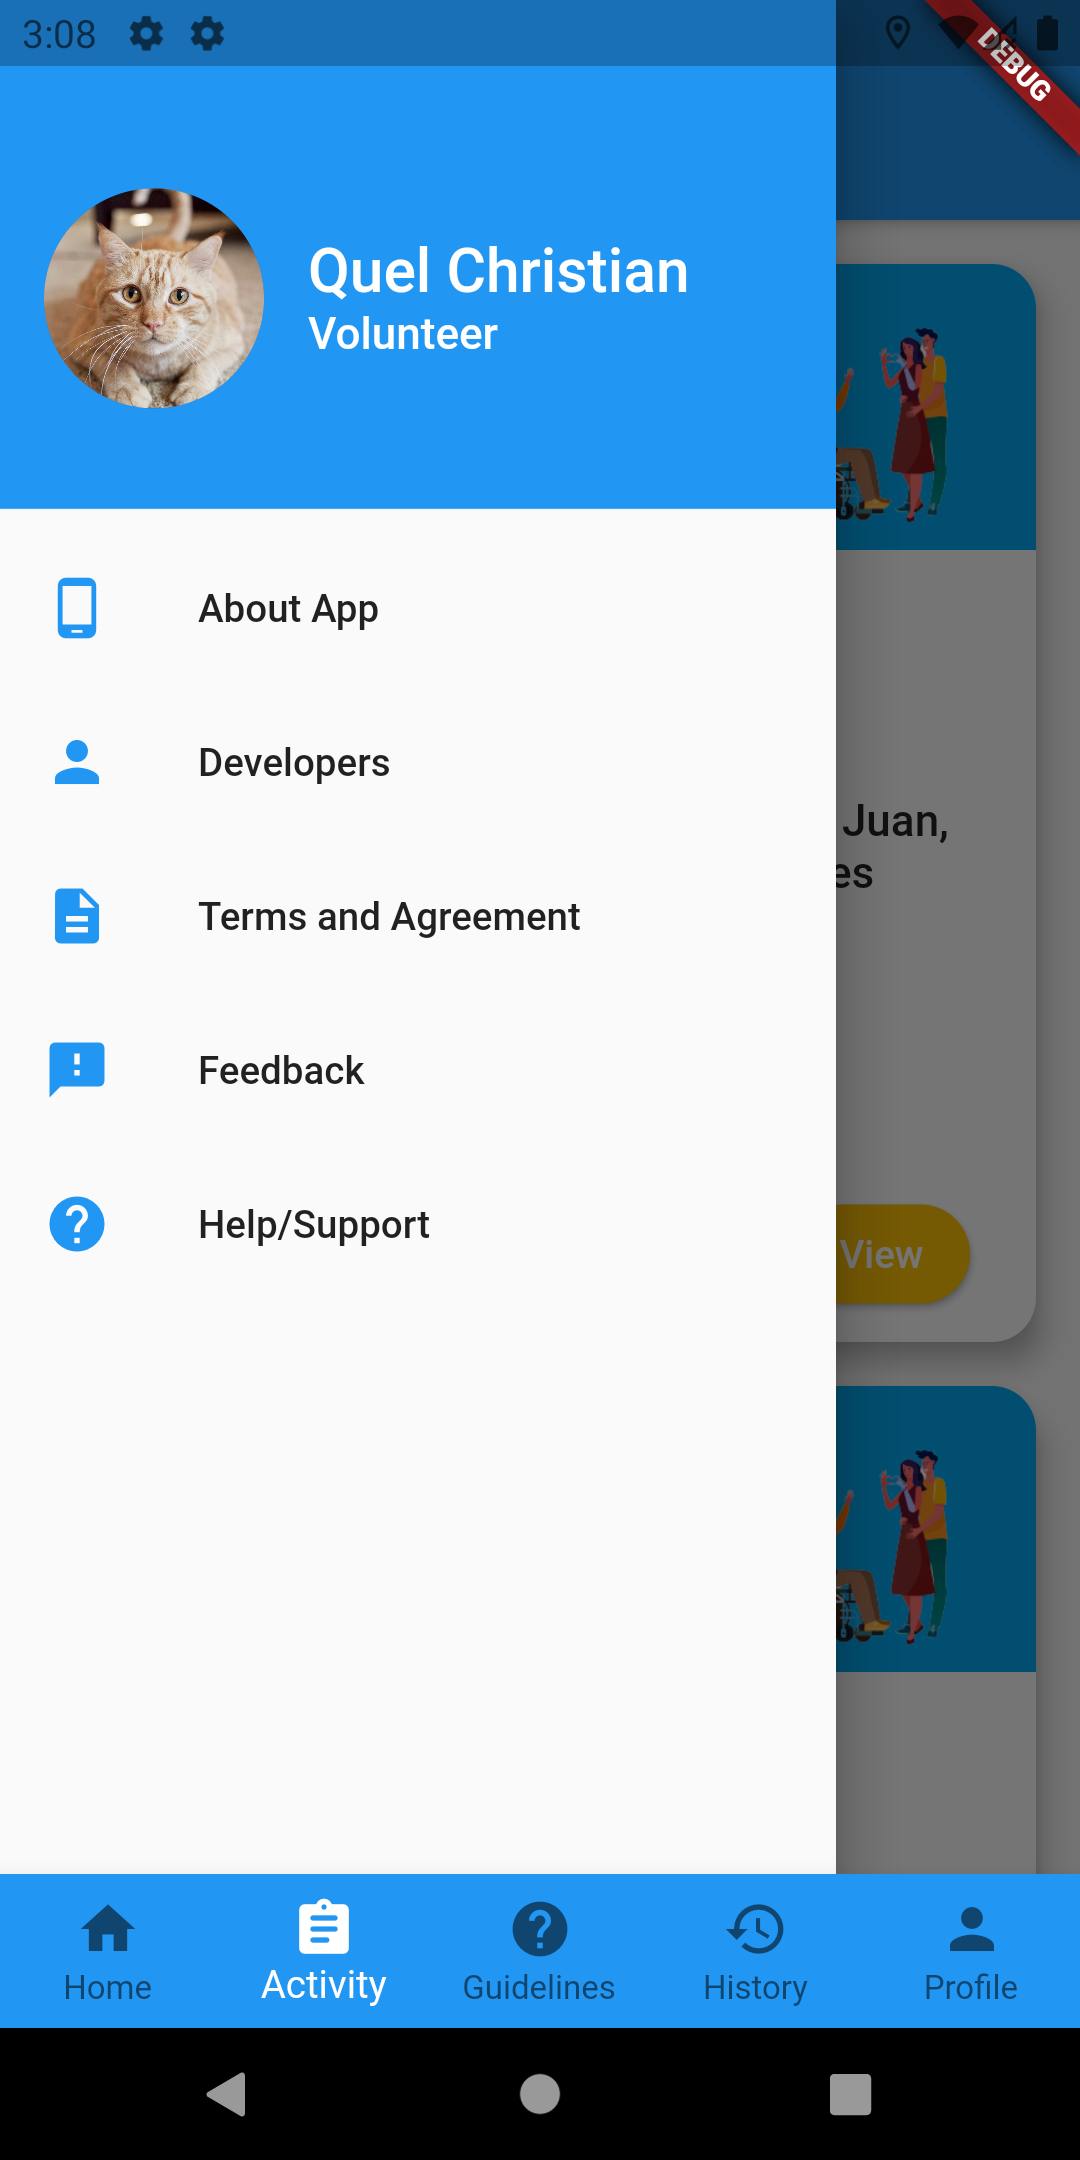 3:08
DEBUG
Quel Christian
Volunteer
About App
Developers
Juan,
es
Terms and Agreement
Feedback
Help/Support
View
Home
Activity
Guidelines
History
Profile